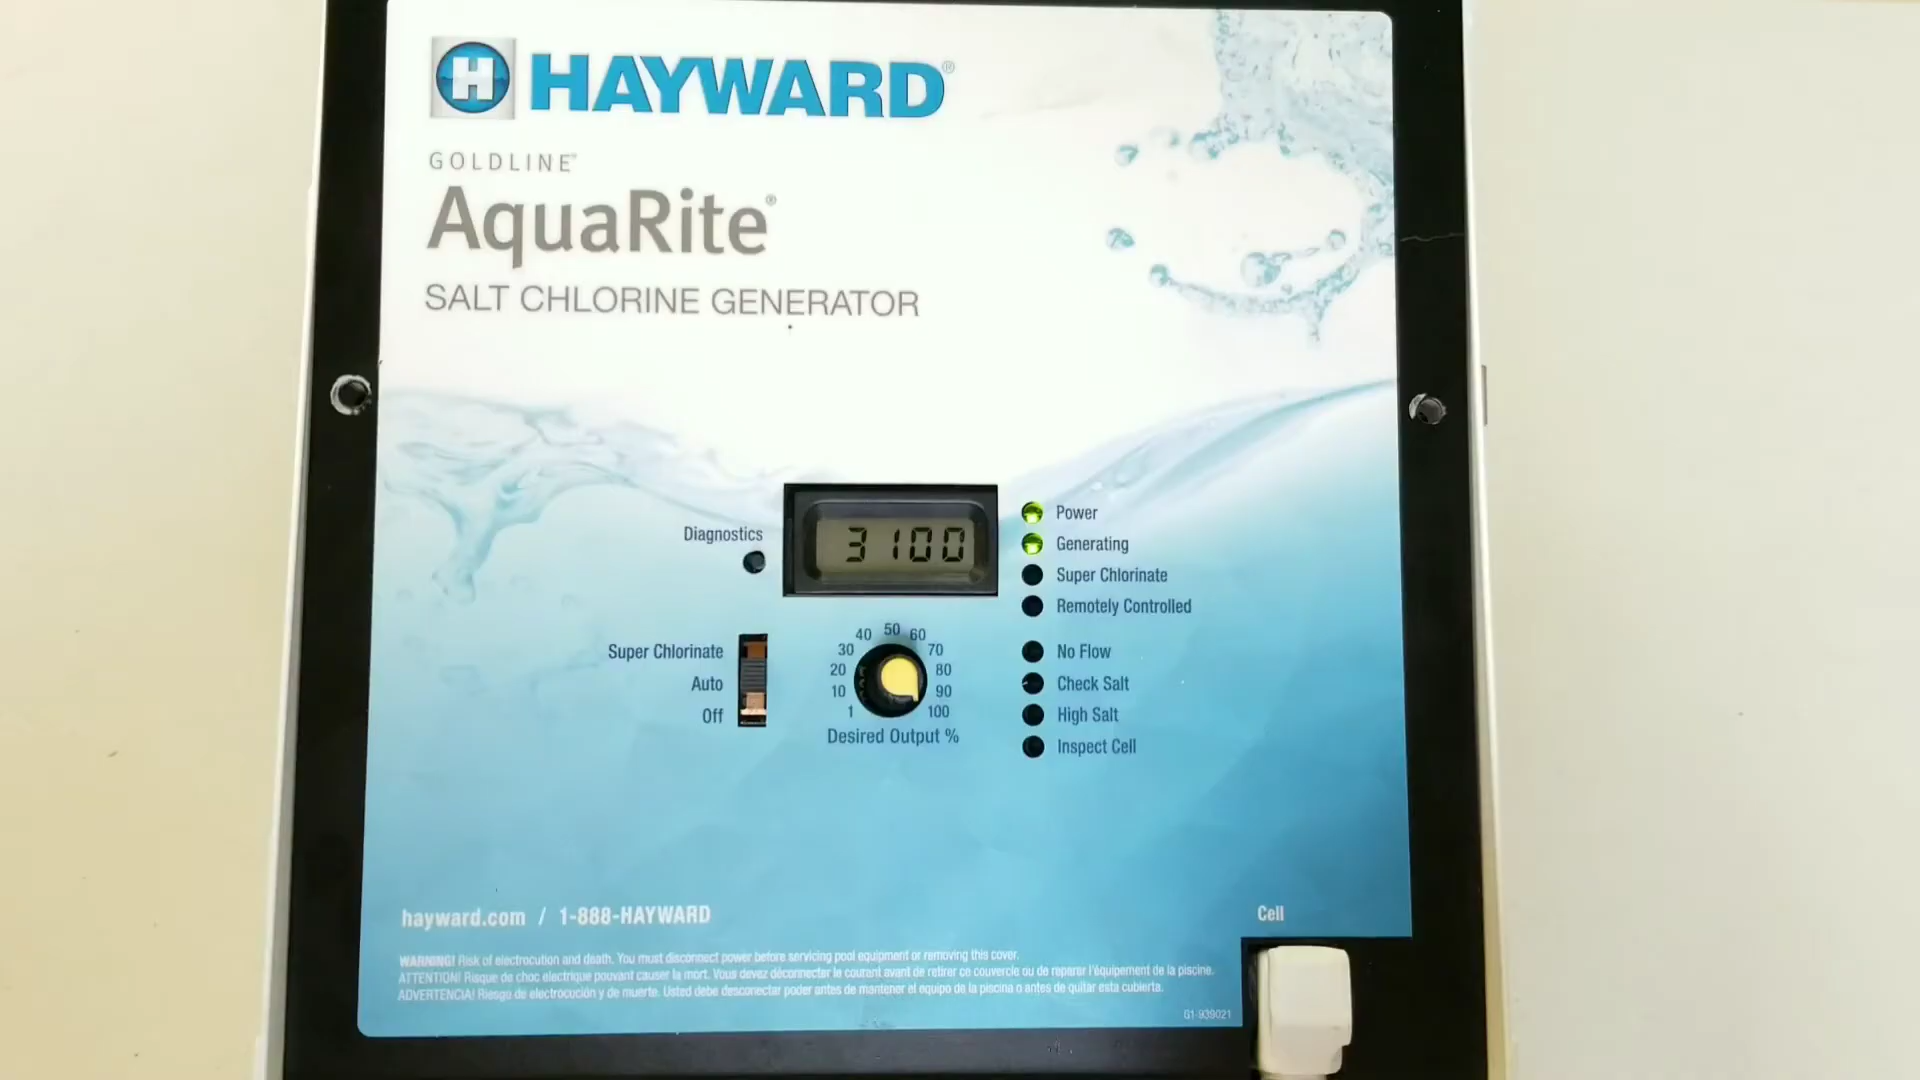 H HAYWARD®
GOLDLINE™
AquaRite®
SALT CHLORINE GENERATOR
Diagnostics
3100
Power
Generating
Super Chlorinate
Remotely Controlled
Super Chlorinate
Auto
Off
1 10 20 30 40 50 60 70 80 90 100
Desired Output %
No Flow
Check Salt
High Salt
Inspect Cell
hayward.com / 1-888-HAYWARD
Cell
WARNING! Risk of electrocution and death. You must disconnect power before servicing pool equipment or removing this cover.
ATTENTION! Risque de choc electrique pouvant causer la mort. Vous devez déconnecter le courant avant de retirer ce couvercle ou de reparer l'équipement de la piscine.
ADVERTENCIA! Riesgo de electrocución y de muerte. Usted debe desconectar poder antes de mantener el equipo de la piscina o antes de quitar esta cubierta.
G1-939021